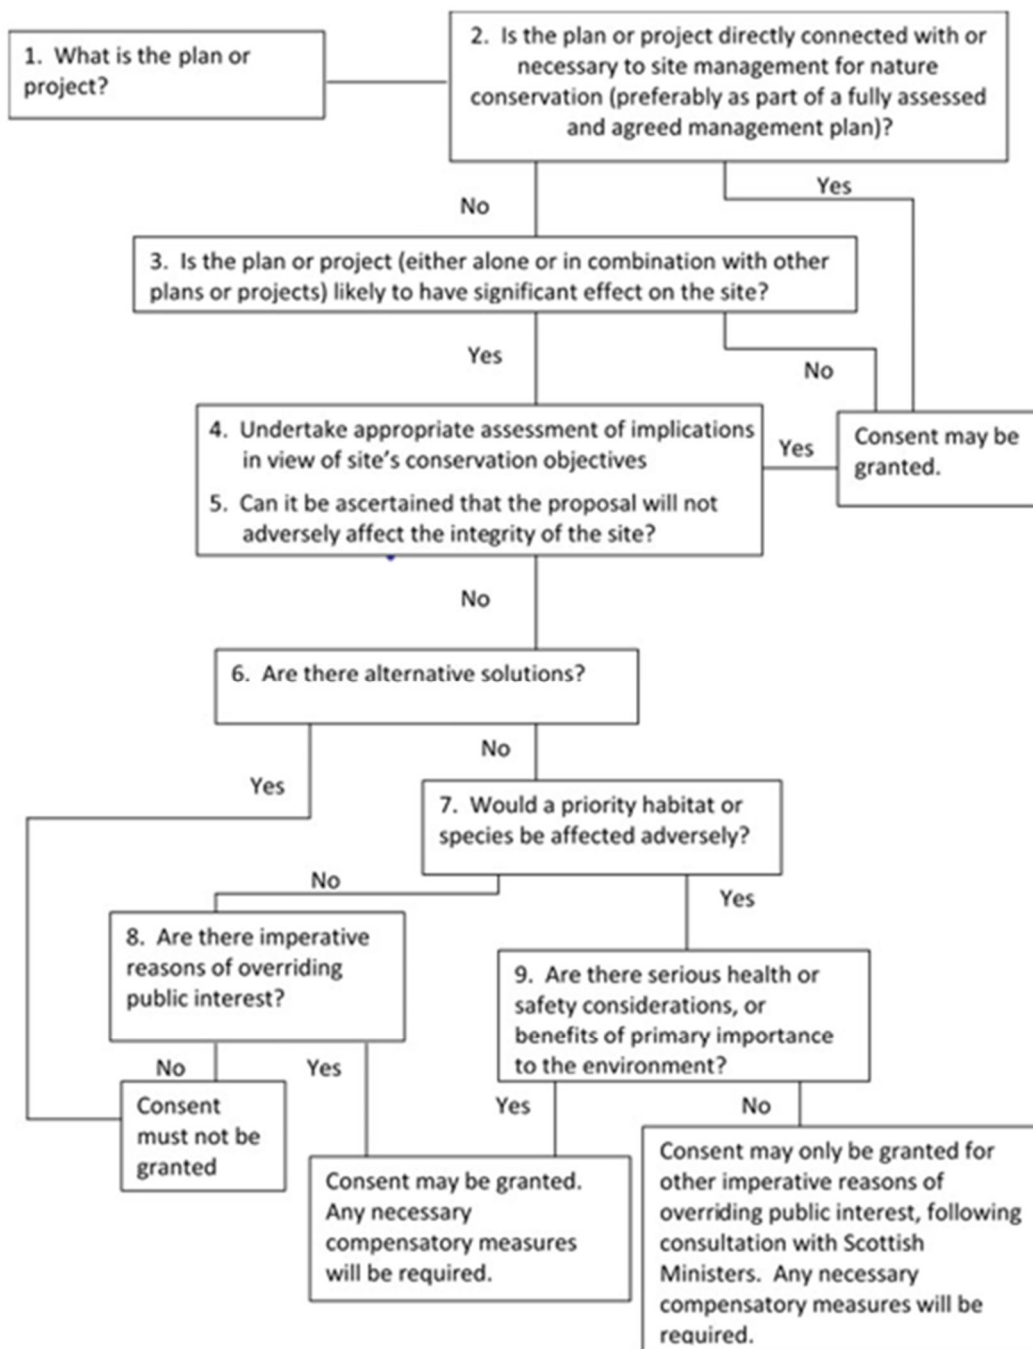 1. What is the plan or
project?
2. Is the plan or project directly connected with or
necessary to site management for nature
conservation (preferably as part of a fully assessed
and agreed management plan)?
Yes
No
3. Is the plan or project (either alone or in combination with other
plans or projects) likely to have significant effect on the site?
Yes
No
4. Undertake appropriate assessment of implications
in view of site's conservation objectives
5. Can it be ascertained that the proposal will not
adversely affect the integrity of the site?
Yes
Consent may be
granted.
No
6. Are there alternative solutions?
No
Yes
7. Would a priority habitat or
species be affected adversely?
No
Yes
8. Are there imperative
reasons of overriding
public interest?
9. Are there serious health or
safety considerations, or
benefits of primary importance
to the environment?
No
Yes
Yes
No
Consent
must not be
granted
Consent may be granted.
Any necessary
compensatory measures
will be required.
Consent may only be granted for
other imperative reasons of
overriding public interest, following
consultation with Scottish
Ministers. Any necessary
compensatory measures will be
required.